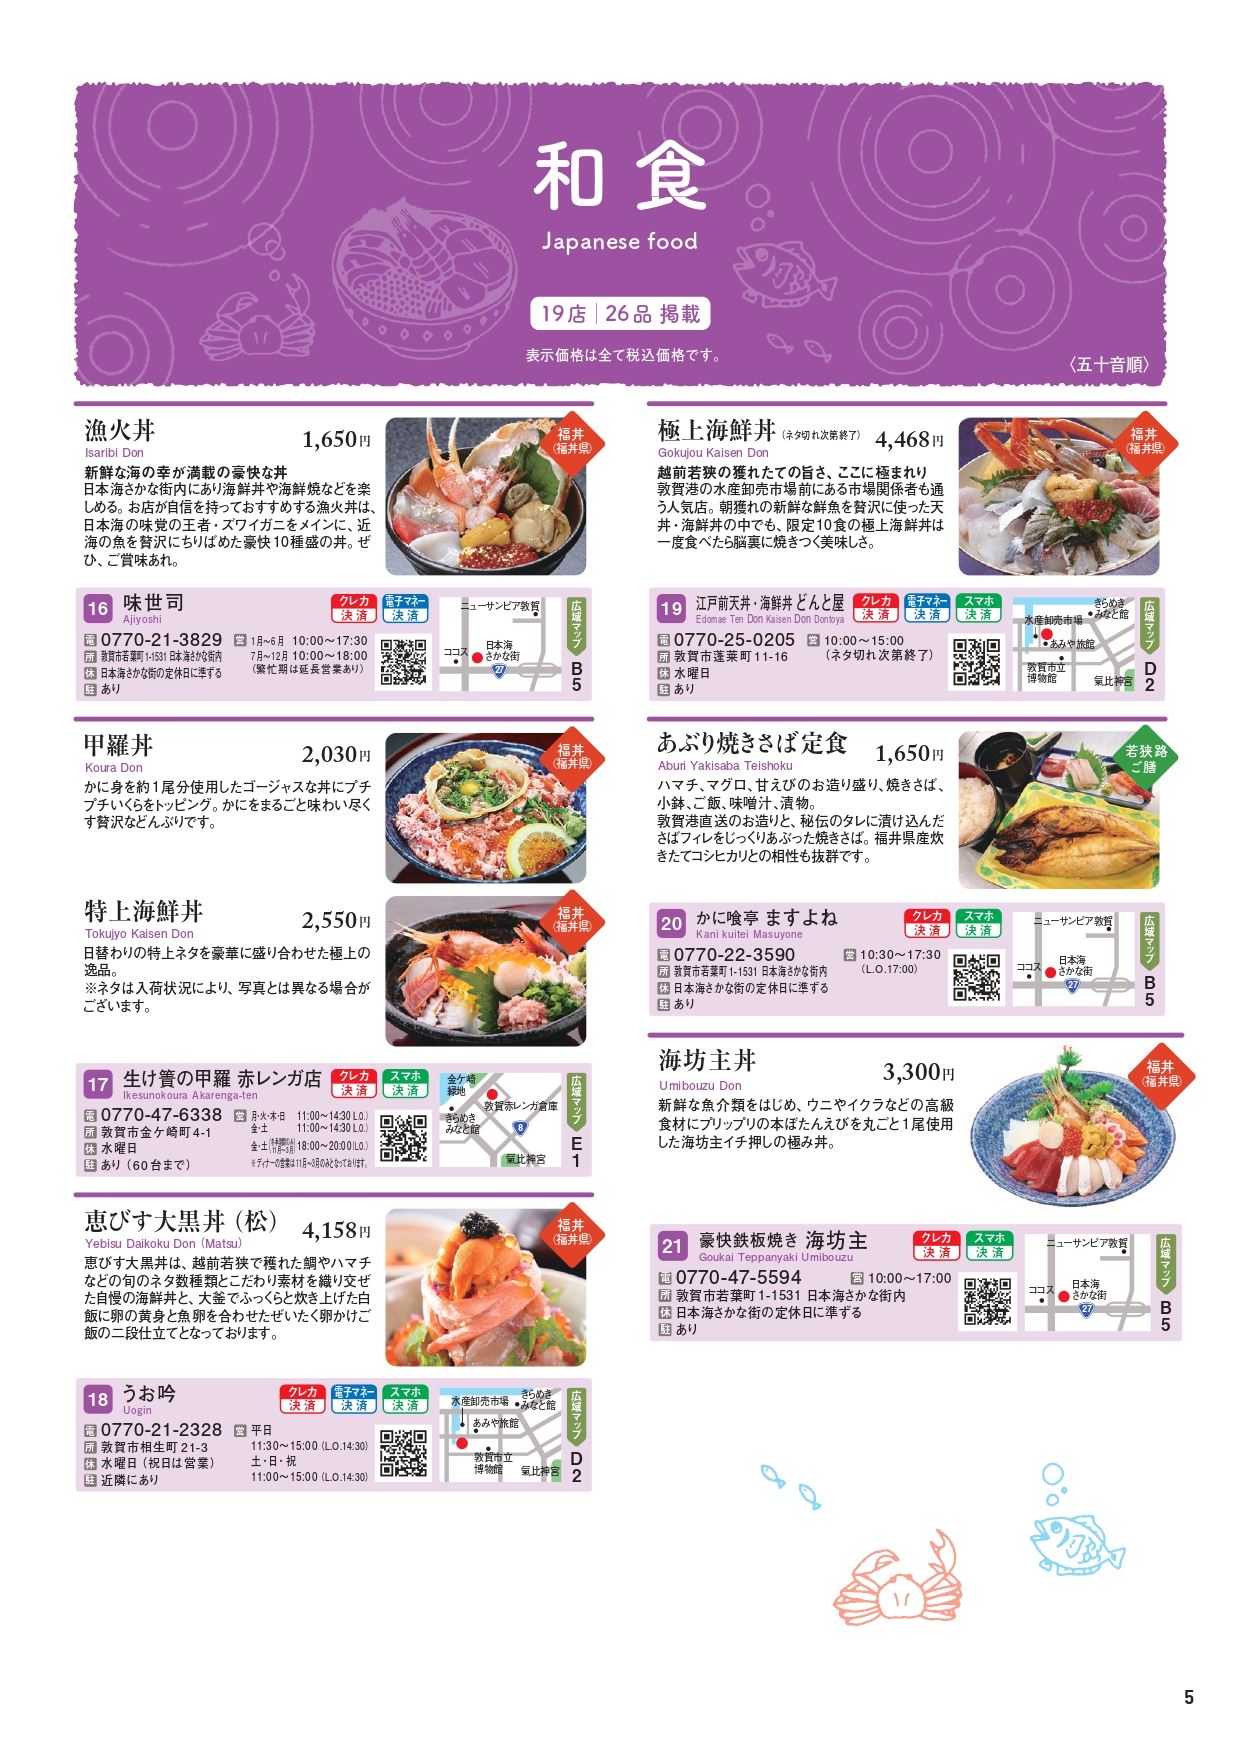 和食
Japanese food
19店|26品 掲載
表示価格は全て税込価格です。
〈五十音順〉
漁火丼
1,650円
Isaribi Don
新鮮な海の幸が満載の豪快な丼
日本海さかな街内にあり海鮮丼や海鮮焼などを楽
しめる。お店が自信を持っておすすめする漁火丼は、
日本海の味覚の王者・ズワイガニをメインに、近
海の魚を贅沢にちりばめた豪快10種盛の丼。ぜ
ひ、ご賞味あれ。
福丼
(福井県)
16 味世司
Ajiyoshi
クレカ
決済
電子マネー
決済
電 0770-21-3829
所 敦賀市若葉町1-1531 日本海さかな街内
休 日本海さかな街の定休日に準ずる
駐 あり
営 1月~6月 10:00~17:30
7月~12月 10:00~18:00
(繁忙期は延長営業あり)
ニューサンピア敦賀
日本海
さかな街
ココス
27
広域マップ
B
5
甲羅丼
2,030円
Koura Don
かに身を約1尾分使用したゴージャスな丼にプチ
プチいくらをトッピング。かにをまるごと味わい尽く
す贅沢などんぶりです。
福丼
(福井県)
特上海鮮丼
2,550円
Tokujyo Kaisen Don
日替わりの特上ネタを豪華に盛り合わせた極上の
逸品。
※ネタは入荷状況により、写真とは異なる場合が
ございます。
福丼
(福井県)
17 生け簀の甲羅 赤レンガ店
Ikesunokoura Akarenga-ten
クレカ
決済
スマホ
決済
電 0770-47-6338
所 敦賀市金ケ崎町4-1
休 水曜日
駐 あり(60台まで)
営 月・火・木・日 11:00~14:30 L.O.)
金・土 11:00~14:30 L.O.)
金・土 18:00~20:00(L.O.)
※ディナーの営業は11月~3月のみとなっております。
金ケ崎
緑地
敦賀赤レンガ倉庫
きらめき
みなと館
8
氣比神宮
広域マップ
E
1
恵びす大黒丼(松)
4,158円
Yebisu Daikoku Don (Matsu)
恵びす大黒丼は、越前若狭で穫れた鯛やハマチ
などの旬のネタ数種類とこだわり素材を織り交ぜ
た自慢の海鮮丼と、大釜でふっくらと炊き上げた白
飯に卵の黄身と魚卵を合わせたぜいたく卵かけご
飯の二段仕立てとなっております。
福丼
(福井県)
18 うお吟
Uogin
クレカ
決済
電子マネー
決済
スマホ
決済
電 0770-21-2328
所 敦賀市相生町21-3
休 水曜日(祝日は営業)
駐 近隣にあり
営 平日
11:30~15:00 (L.O.14:30)
土・日・祝
11:00~15:00 (L.O.14:30)
水産卸売市場
きらめき
みなと館
あみや旅館
敦賀市立
博物館
氣比神宮
広域マップ
D
2
極上海鮮丼(ネタ切れ次第終了)
4,468円
Gokujou Kaisen Don
越前若狭の獲れたての旨さ、ここに極まれり
敦賀港の水産卸売市場前にある市場関係者も通
う人気店。朝獲れの新鮮な鮮魚を贅沢に使った天
丼・海鮮丼の中でも、限定10食の極上海鮮丼は
一度食べたら脳裏に焼きつく美味しさ。
福丼
(福井県)
19 江戸前天丼・海鮮丼 どんと屋
Edomae Ten Don Kaisen Don Dontoya
クレカ
決済
電子マネー
決済
スマホ
決済
電 0770-25-0205
所 敦賀市蓬莱町11-16
休 水曜日
駐 あり
営 10:00~15:00
(ネタ切れ次第終了)
きらめき
みなと館
水産卸売市場
あみや旅館
敦賀市立
博物館
氣比神宮
広域マップ
D
2
あぶり焼きさば定食
1,650円
Aburi Yakisaba Teishoku
ハマチ、マグロ、甘えびのお造り盛り、焼きさば、
小鉢、ご飯、味噌汁、漬物。
敦賀港直送のお造りと、秘伝のタレに漬け込んだ
さばフィレをじっくりあぶった焼きさば。福井県産炊
きたてコシヒカリとの相性も抜群です。
若狭路
ご膳
20 かに喰亭 ますよね
Kani kuitei Masuyone
クレカ
決済
スマホ
決済
電 0770-22-3590
所 敦賀市若葉町1-1531 日本海さかな街内
休 日本海さかな街の定休日に準ずる
駐 あり
営 10:30~17:30
(L.O.17:00)
ニューサンピア敦賀
日本海
さかな街
ココス
27
広域マップ
B
5
海坊主丼
3,300円
Umibouzu Don
新鮮な魚介類をはじめ、ウニやイクラなどの高級
食材にプリップリの本ぼたんえびを丸ごと1尾使用
した海坊主イチ押しの極み丼。
福丼
(福井県)
21 豪快鉄板焼き 海坊主
Goukai Teppanyaki Umibouzu
クレカ
決済
スマホ
決済
電 0770-47-5594
営 10:00~17:00
所 敦賀市若葉町1-1531 日本海さかな街内
休 日本海さかな街の定休日に準ずる
駐 あり
ニューサンピア敦賀
日本海
さかな街
ココス
27
広域マップ
B
5
5